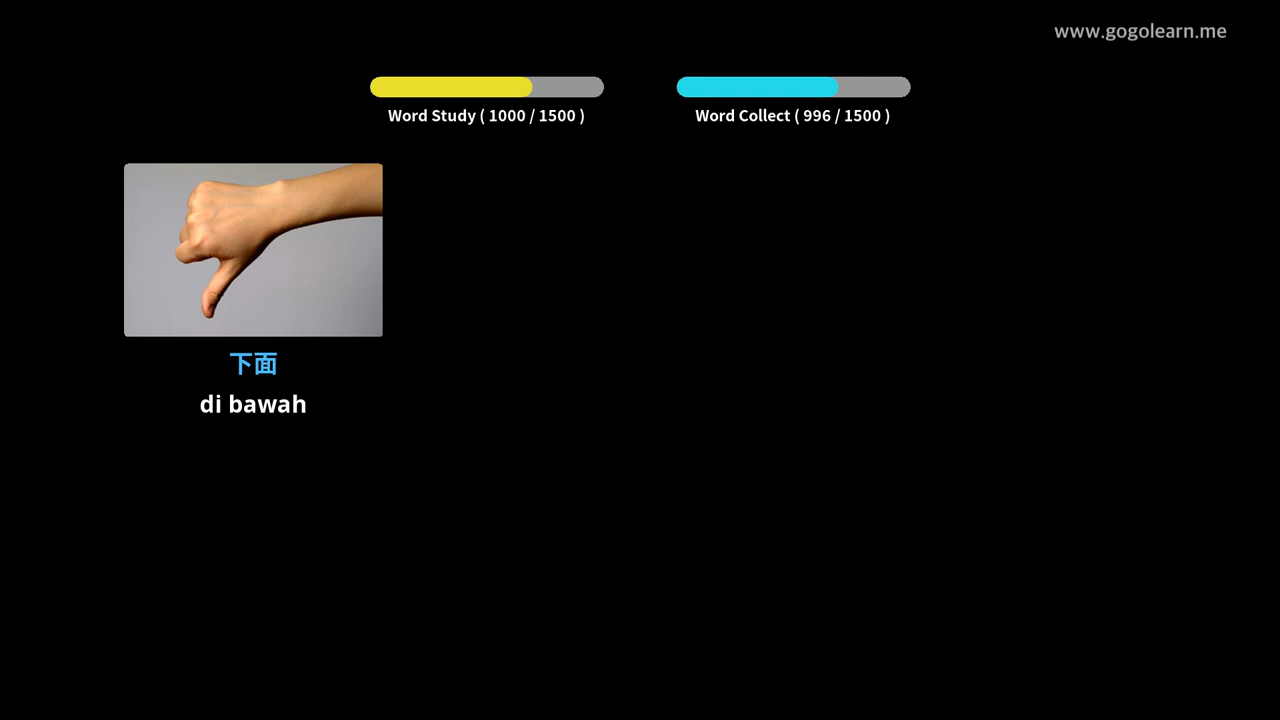 www.gogolearn.me
Word Study ( 1000 / 1500 )
Word Collect ( 996 / 1500 )
下面
di bawah